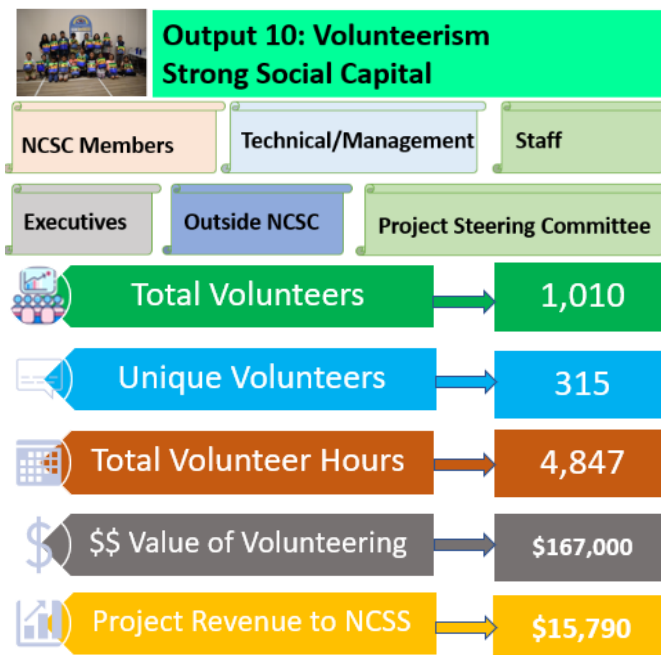 Output 10: Volunteerism
Strong Social Capital
NCSC Members
Technical/Management
Staff
Executives
Outside NCSC
Project Steering Committee
Total Volunteers
1,010
Unique Volunteers
315
Total Volunteer Hours
4,847
$$ Value of Volunteering
$167,000
Project Revenue to NCSS
$15,790